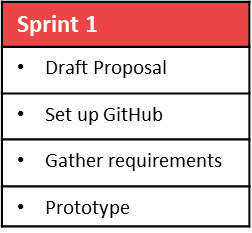 Sprint 1
• Draft Proposal
• Set up GitHub
• Gather requirements
• Prototype